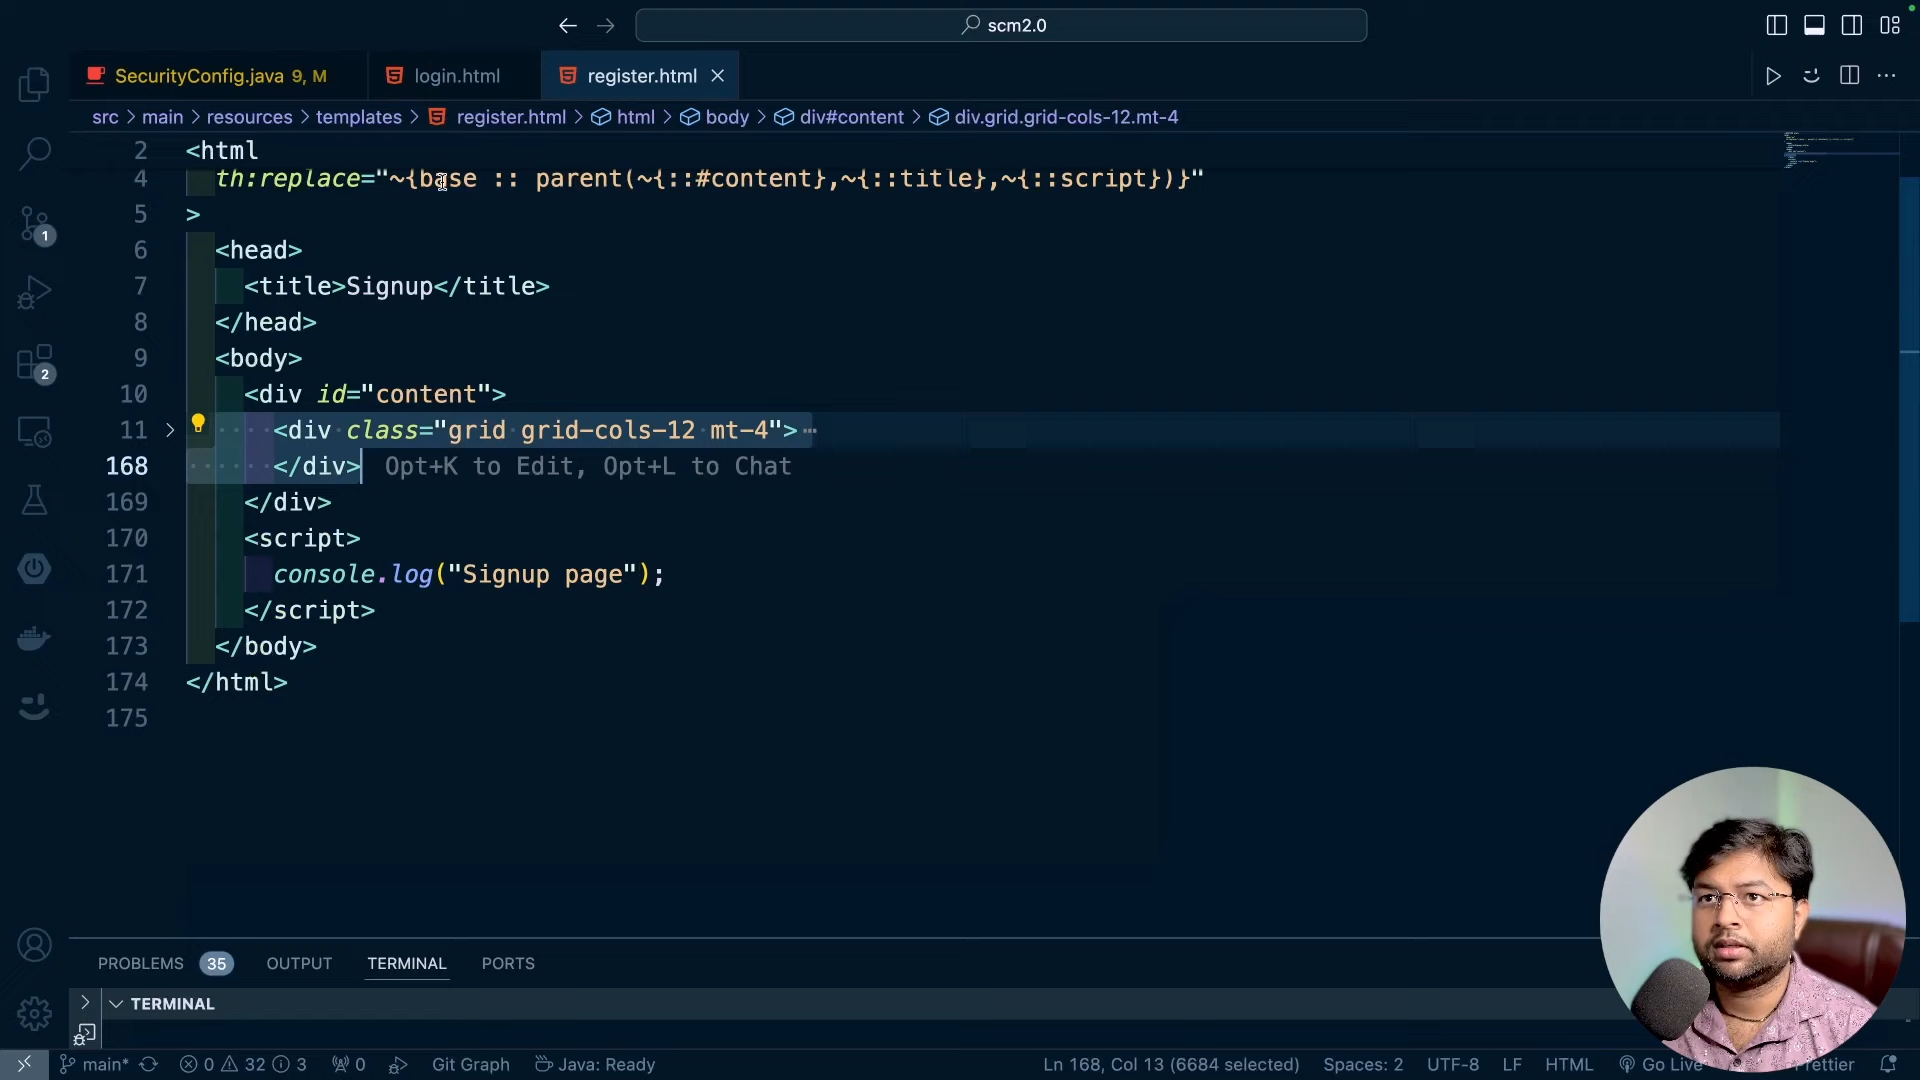 scm2.0
SecurityConfig.java 9, M
login.html
register.html
src > main > resources > templates > register.html > html > body > div#content > div.grid.grid-cols-12.mt-4
2 <html
4 th:replace="~{base :: parent(~{::#content},~{::title},~{::script})}"
5 >
6 <head>
7 <title>Signup</title>
8 </head>
9 <body>
10 <div id="content">
11 <div class="grid grid-cols-12 mt-4">
168 </div> Opt+K to Edit, Opt+L to Chat
169 </div>
170 <script>
171 console.log("Signup page");
172 </script>
173 </body>
174 </html>
175
1
2
PROBLEMS 35 OUTPUT TERMINAL PORTS
TERMINAL
main* 0 32 3 0 Git Graph Java: Ready Ln 168, Col 13 (6684 selected) Spaces: 2 UTF-8 LF HTML Go Live Prettier